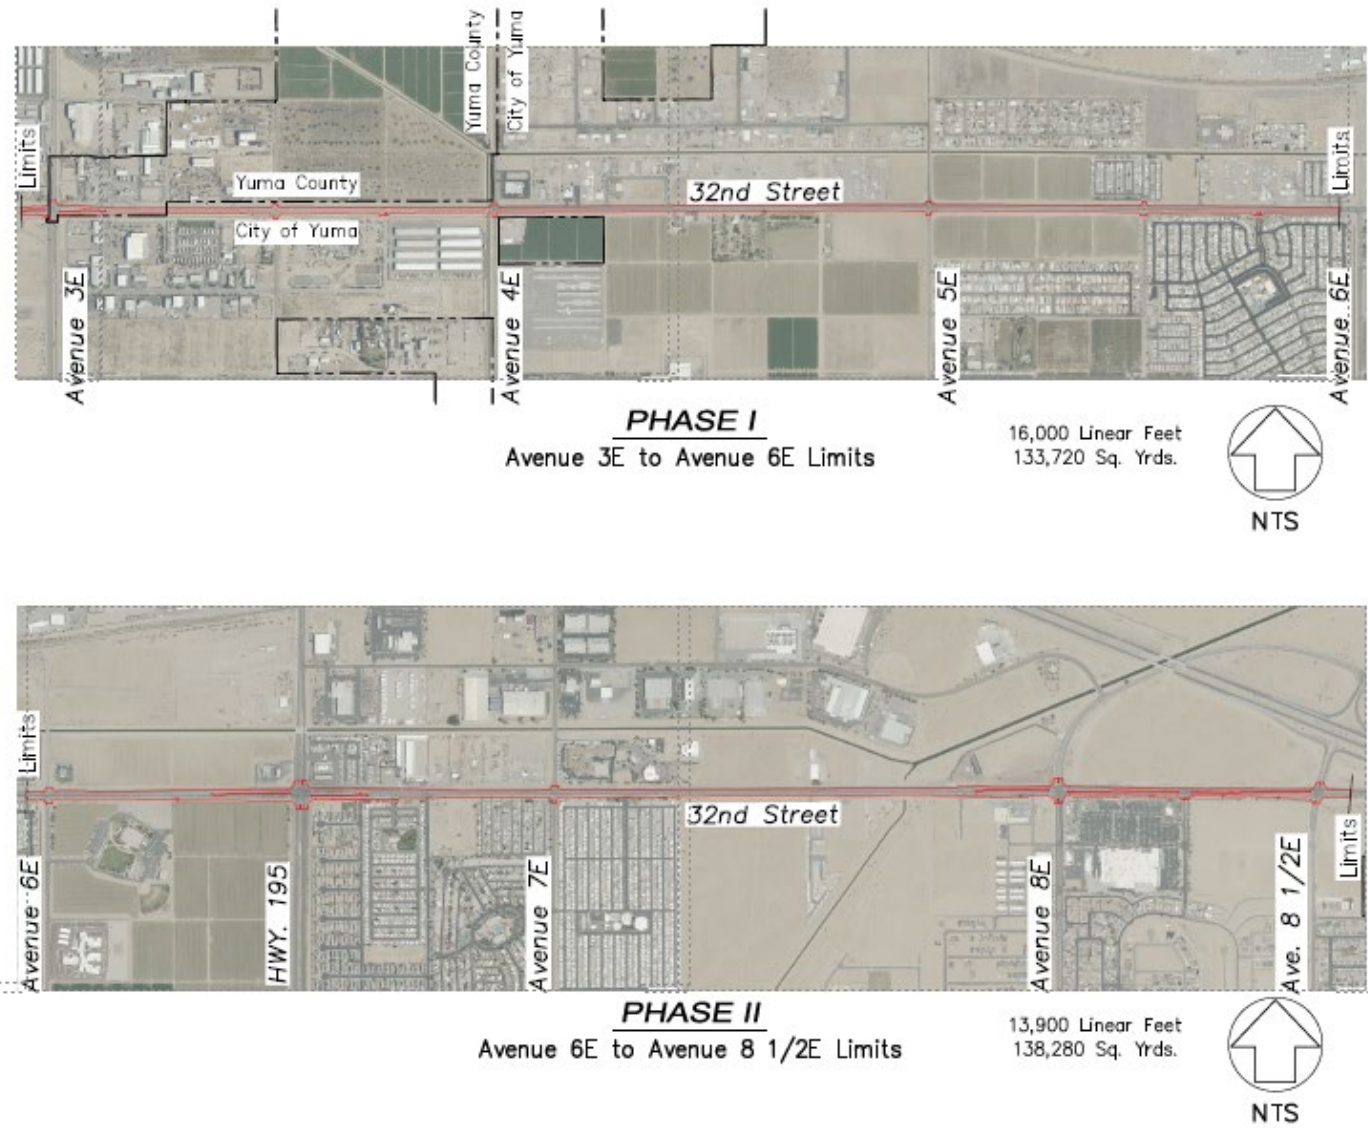 Yuma County
City of Yuma
Limits
Yuma County
32nd Street
City of Yuma
Limits
Avenue 3E
Avenue 4E
Avenue 5E
Avenue 6E
PHASE I
Avenue 3E to Avenue 6E Limits
16,000 Linear Feet
133,720 Sq. Yrds.
NTS
Limits
32nd Street
Limits
Avenue 6E
HWY. 195
Avenue 7E
Avenue 8E
Ave. 8 1/2E
PHASE II
Avenue 6E to Avenue 8 1/2E Limits
13,900 Linear Feet
138,280 Sq. Yrds.
NTS